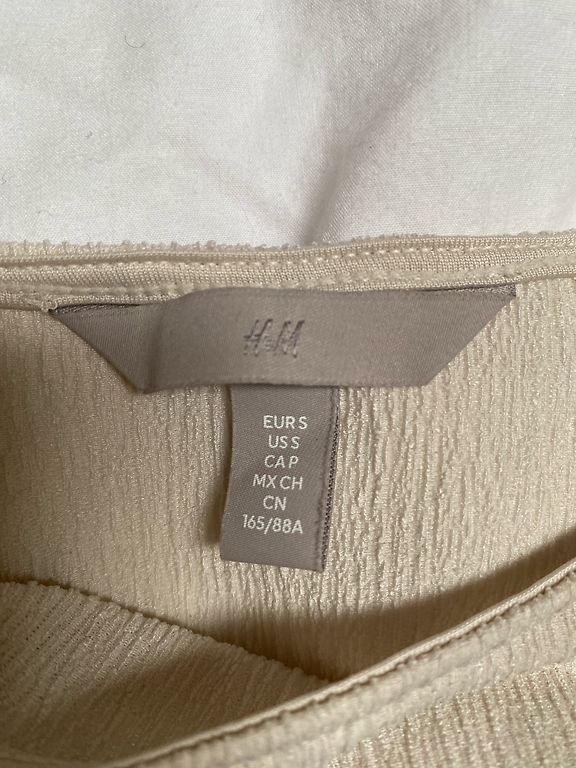 H&M
EUR S
US S
CA P
MX CH
CN
165/88A